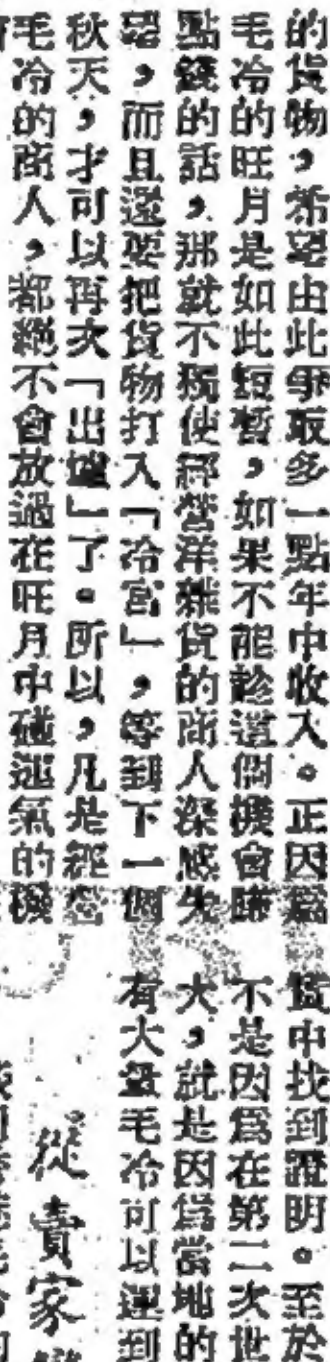 的貨物，希望由此爭取多一點年中收入。正因爲
毛冷的旺月是如此短暫，如果不能趁這個機會賺
點錢的話，那就不獨使經營洋雜貨的商人深感失
望，而且還要把貨物打入「冷宮」，等到下一個
秋天，才可以再次「出爐」了。所以，凡是經營
毛冷的商人，都絕不會放過在旺月中碰運氣的機
中找到證明。至於
不是因爲在第二次世
大，就是因爲當地的
有大量毛冷可以運到
從賣家